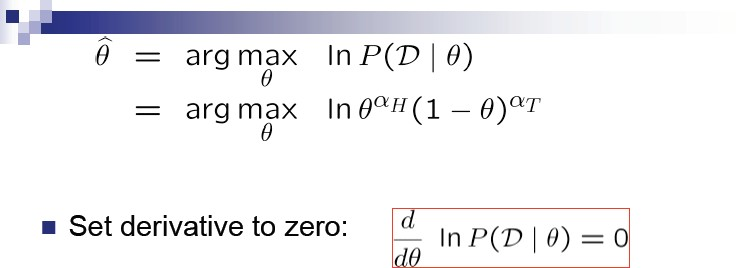 θ̂ = arg max_θ ln P(𝒟 | θ)
= arg max_θ ln θ^{α_H} (1 − θ)^{α_T}
■ Set derivative to zero: d/dθ ln P(𝒟 | θ) = 0